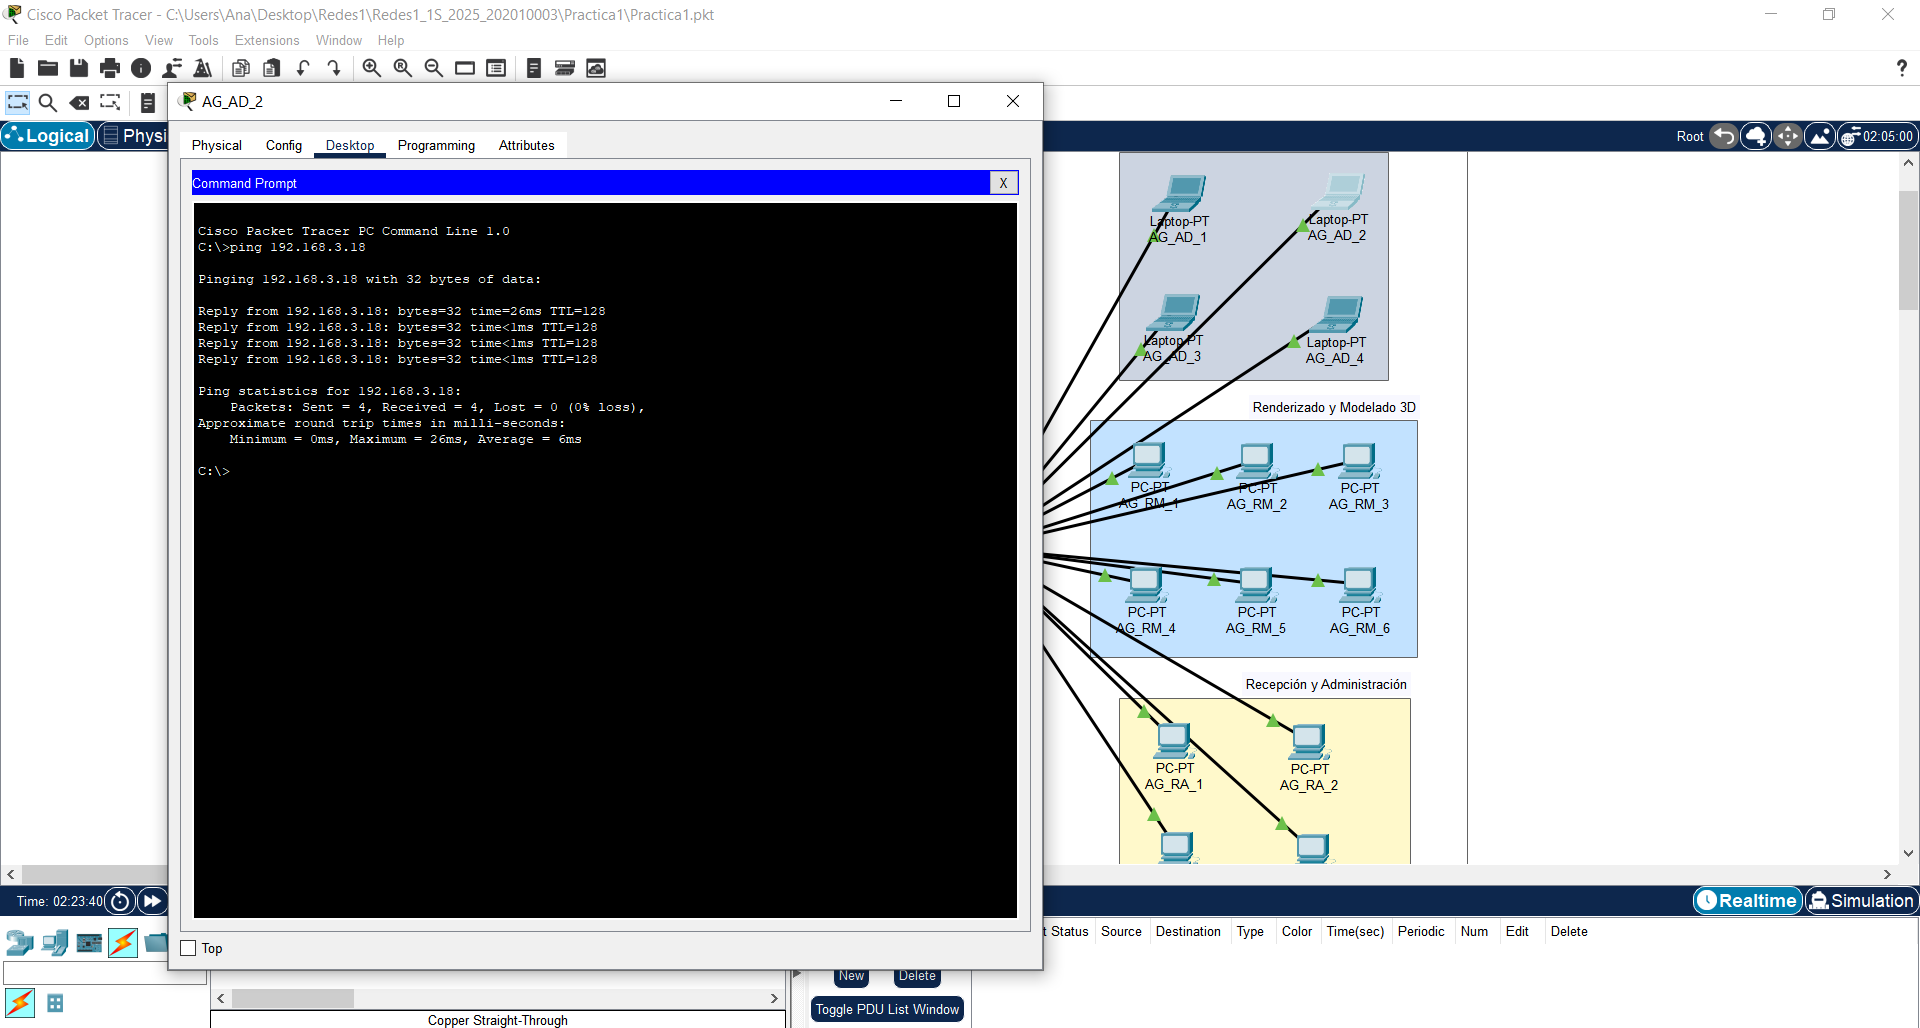 Cisco Packet Tracer - C:\Users\Ana\Desktop\Redes1\Redes1_1S_2025_202010003\Practica1\Practica1.pkt
File Edit Options View Tools Extensions Window Help
?
AG_AD_2
Logical Physi
Root 02:05:00
Physical Config Desktop Programming Attributes
Command Prompt X
Cisco Packet Tracer PC Command Line 1.0
C:\>ping 192.168.3.18
Pinging 192.168.3.18 with 32 bytes of data:
Reply from 192.168.3.18: bytes=32 time=26ms TTL=128
Reply from 192.168.3.18: bytes=32 time<1ms TTL=128
Reply from 192.168.3.18: bytes=32 time<1ms TTL=128
Reply from 192.168.3.18: bytes=32 time<1ms TTL=128
Ping statistics for 192.168.3.18:
Packets: Sent = 4, Received = 4, Lost = 0 (0% loss),
Approximate round trip times in milli-seconds:
Minimum = 0ms, Maximum = 26ms, Average = 6ms
C:\>
Top
Laptop-PT
AG_AD_1
Laptop-PT
AG_AD_2
Laptop-PT
AG_AD_3
Laptop-PT
AG_AD_4
Renderizado y Modelado 3D
PC-PT
AG_RM_1
PC-PT
AG_RM_2
PC-PT
AG_RM_3
PC-PT
AG_RM_4
PC-PT
AG_RM_5
PC-PT
AG_RM_6
Recepción y Administración
PC-PT
AG_RA_1
PC-PT
AG_RA_2
Time: 02:23:40
Realtime Simulation
t Status Source Destination Type Color Time(sec) Periodic Num Edit Delete
New Delete
Toggle PDU List Window
Copper Straight-Through